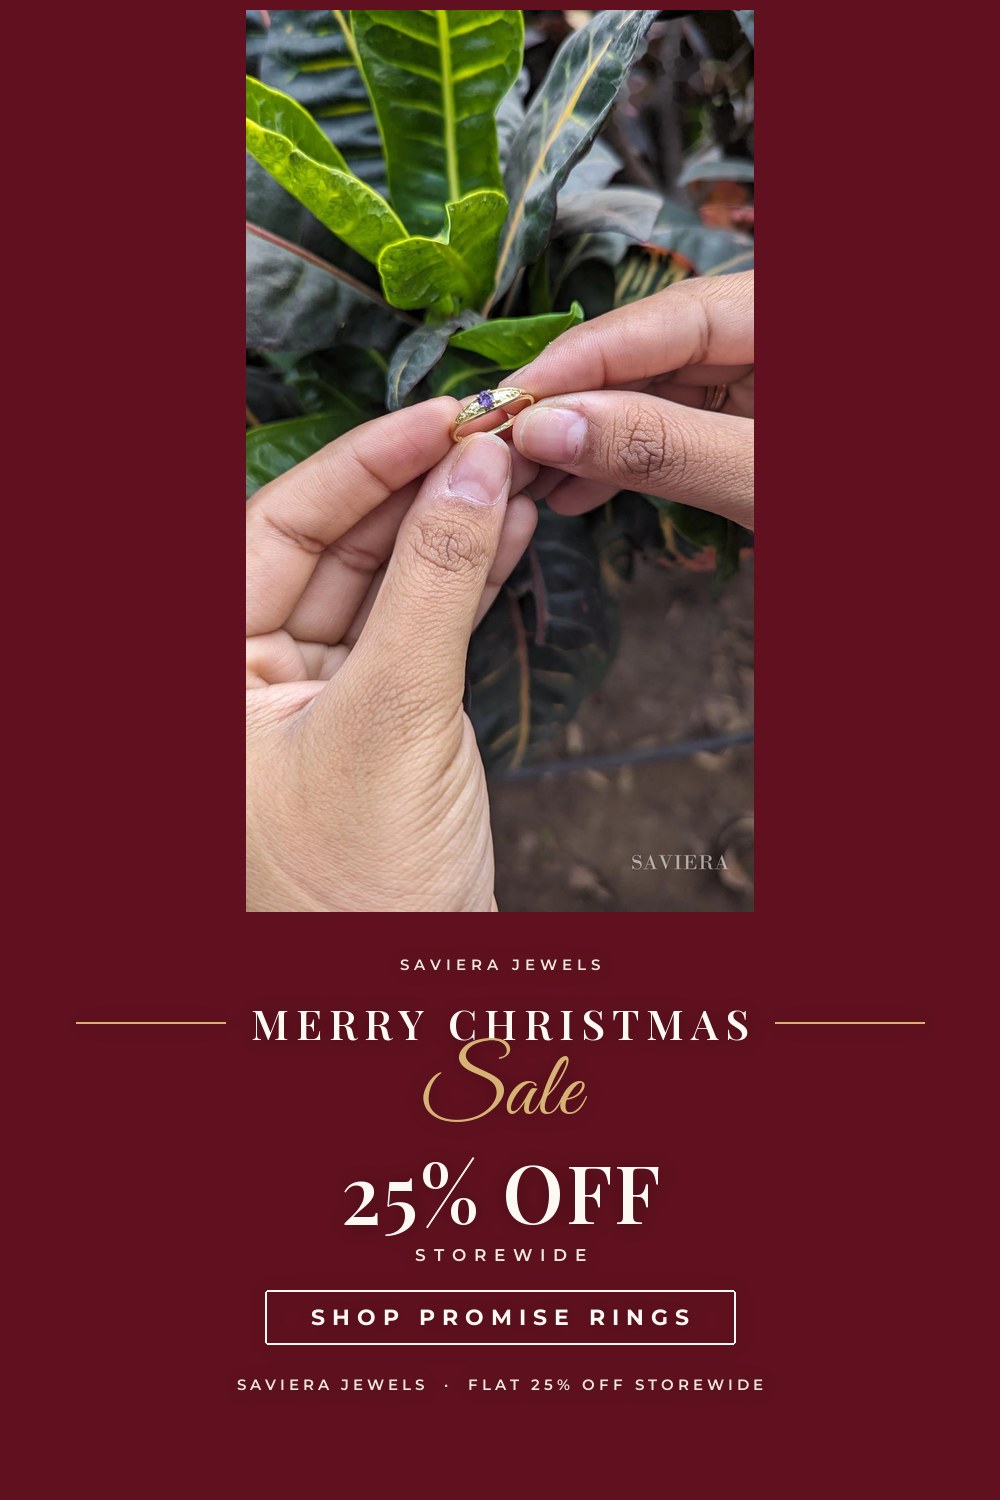 SAVIERA
SAVIERA JEWELS
MERRY CHRISTMAS
Sale
25% OFF
STOREWIDE
SHOP PROMISE RINGS
SAVIERA JEWELS · FLAT 25% OFF STOREWIDE